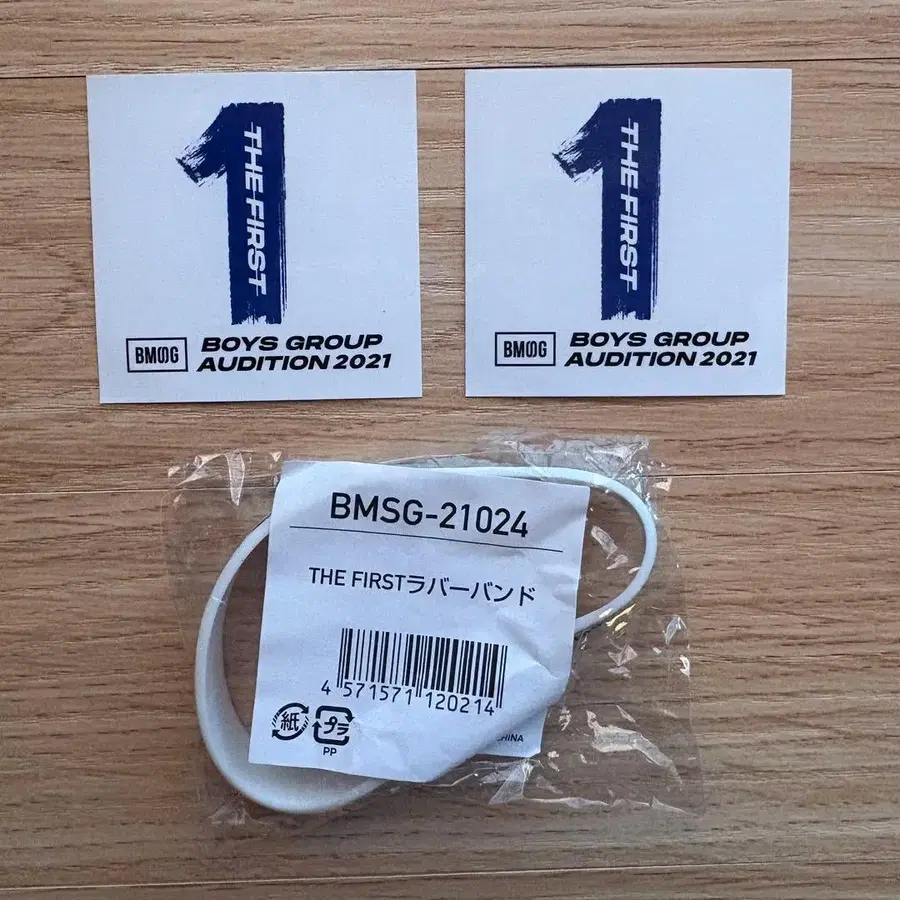 THE FIRST
BMSG
BOYS GROUP
AUDITION 2021
THE FIRST
BMSG
BOYS GROUP
AUDITION 2021
BMSG-21024
THE FIRSTラバーバンド
4 571571 120214
紙
プラ
PP
CHINA